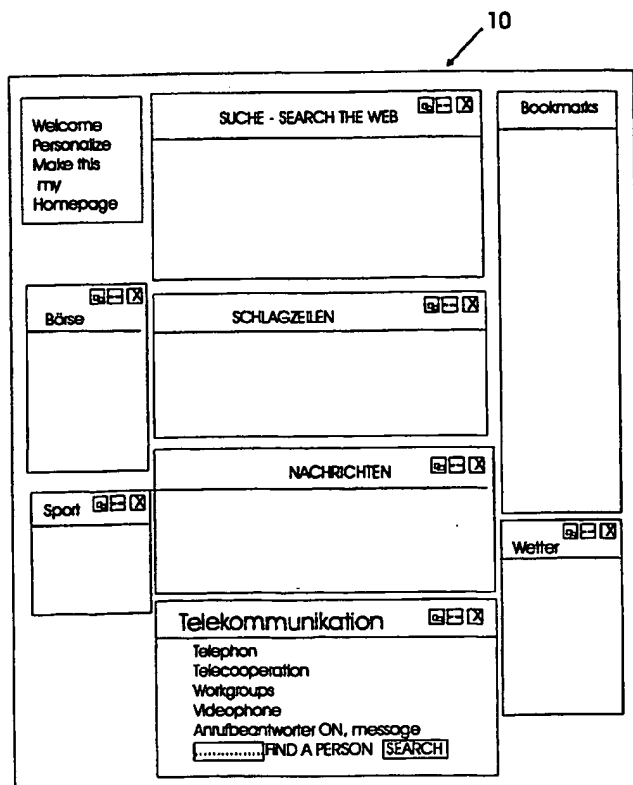 10
Welcome
Personalize
Make this
my
Homepage
SUCHE - SEARCH THE WEB
Bookmarks
Börse
SCHLAGZEILEN
NACHRICHTEN
Sport
Wetter
Telekommunikation
Telephon
Telecooperation
Workgroups
Videophone
Anrufbeantworter ON, message
...............FIND A PERSON SEARCH